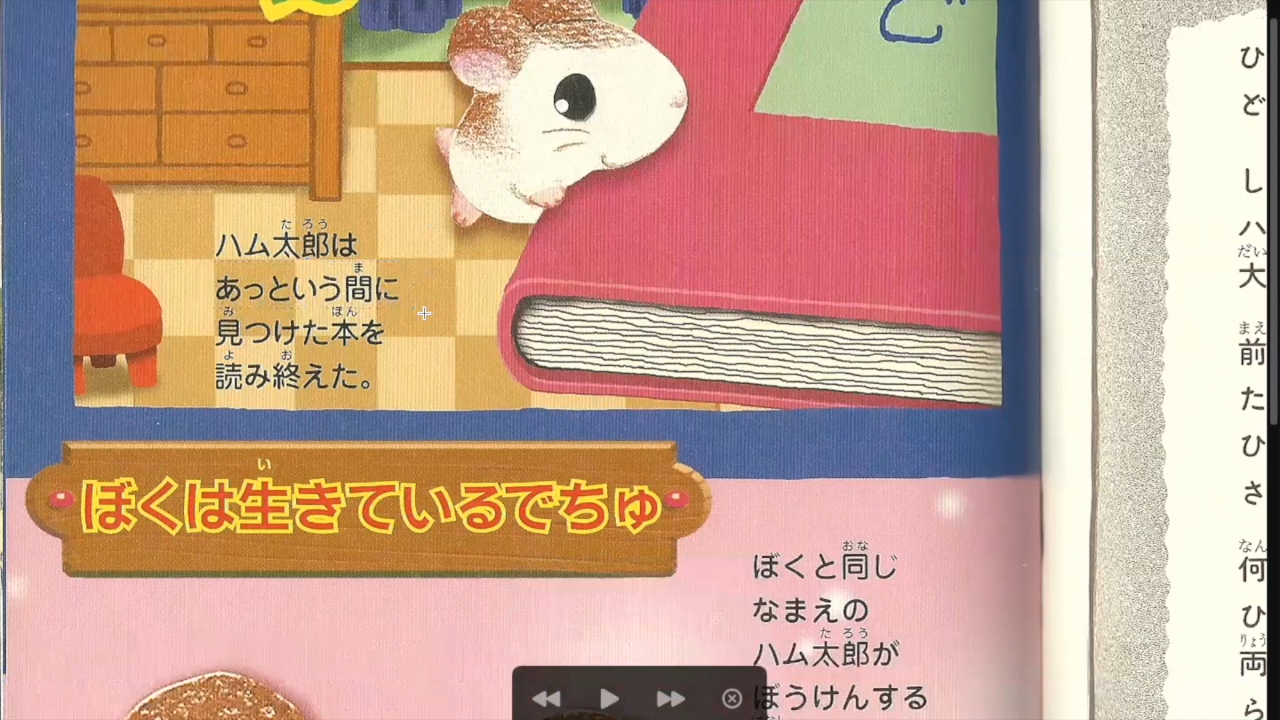 ど
ハム太郎は
あっという間に
見つけた本を
読み終えた。
ぼくは生きているでちゅ
ぼくと同じ
なまえの
ハム太郎が
ぼうけんする
ひ
ど
し
ハ
大
前
た
ひ
さ
何
ひ
両
ら